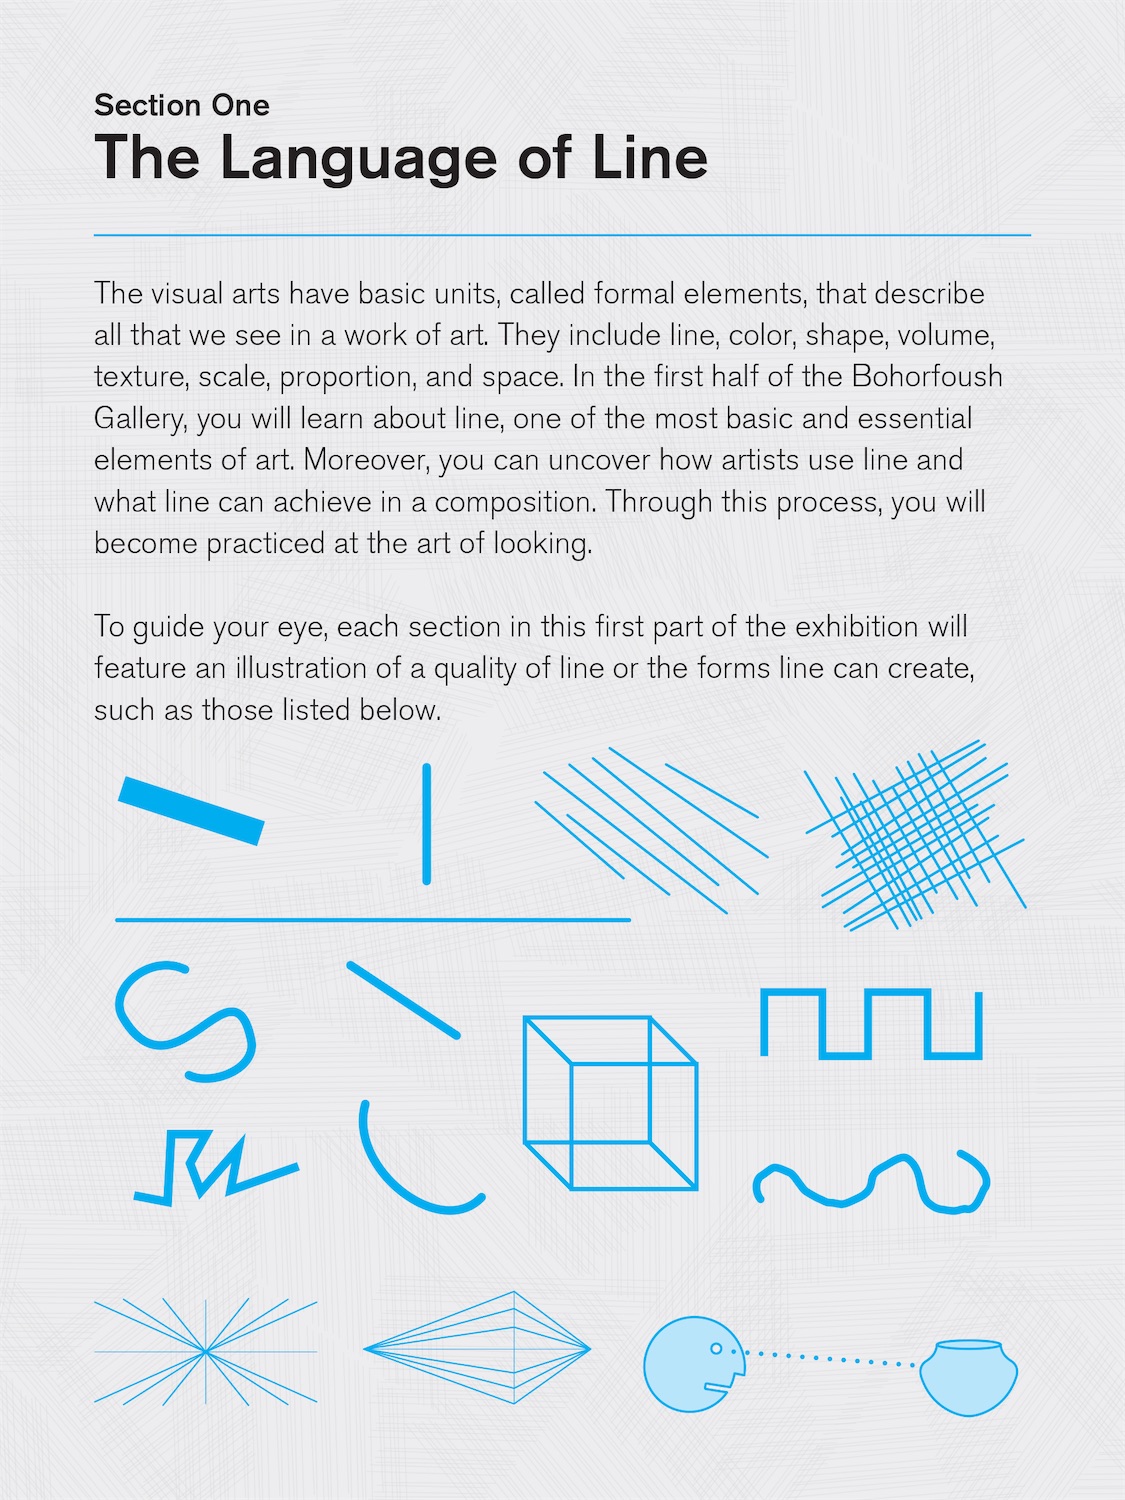 Section One
The Language of Line
The visual arts have basic units, called formal elements, that describe
all that we see in a work of art. They include line, color, shape, volume,
texture, scale, proportion, and space. In the first half of the Bohorfoush
Gallery, you will learn about line, one of the most basic and essential
elements of art. Moreover, you can uncover how artists use line and
what line can achieve in a composition. Through this process, you will
become practiced at the art of looking.
To guide your eye, each section in this first part of the exhibition will
feature an illustration of a quality of line or the forms line can create,
such as those listed below.